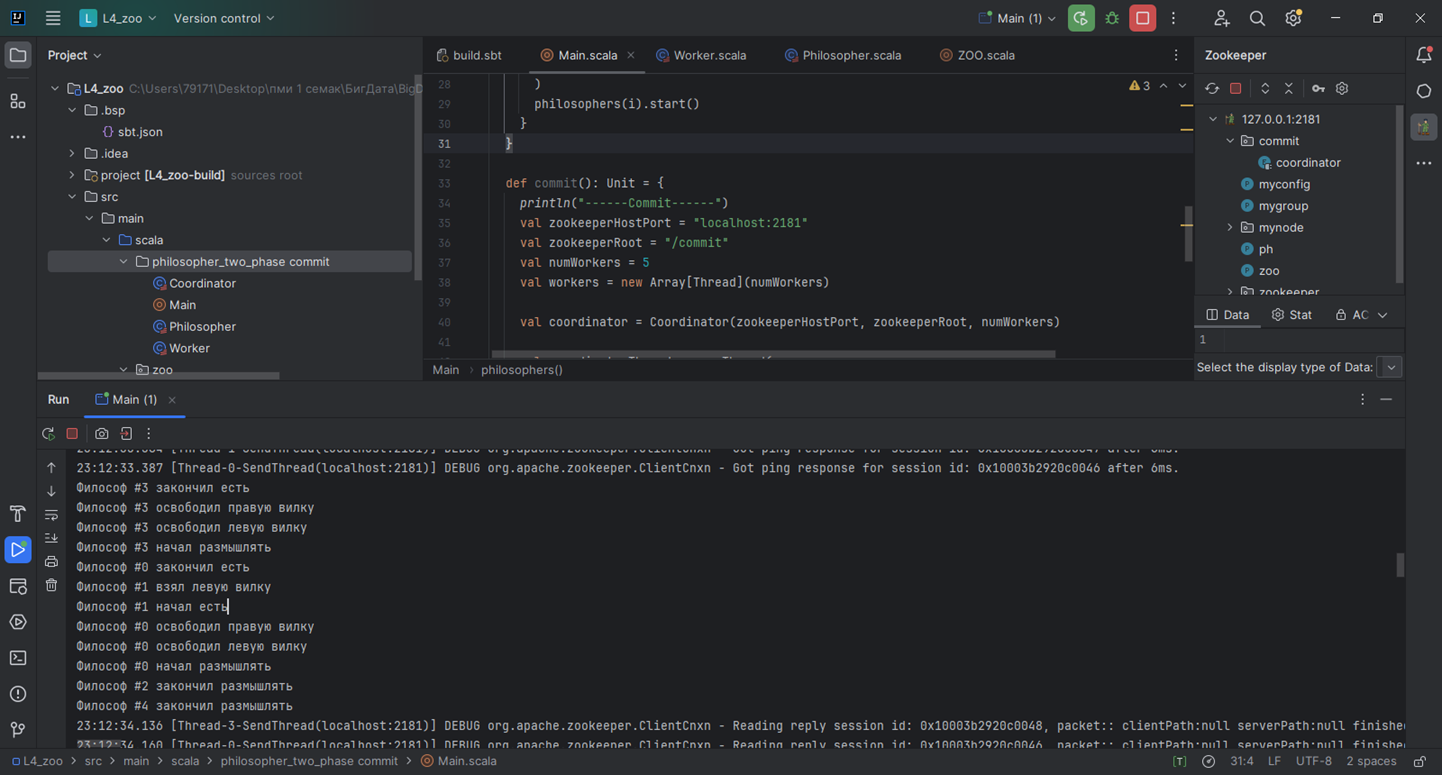 L L4_zoo Version control Main (1)
Project
L4_zoo C:\Users\79171\Desktop\пми 1 семак\БигДата\BigD
.bsp
sbt.json
.idea
project [L4_zoo-build] sources root
src
main
scala
philosopher_two_phase commit
Coordinator
Main
Philosopher
Worker
zoo
build.sbt Main.scala Worker.scala Philosopher.scala ZOO.scala
3
28 )
29 philosophers(i).start()
30 }
31 }
32
33 def commit(): Unit = {
34 println("------Commit------")
35 val zookeeperHostPort = "localhost:2181"
36 val zookeeperRoot = "/commit"
37 val numWorkers = 5
38 val workers = new Array[Thread](numWorkers)
39
40 val coordinator = Coordinator(zookeeperHostPort, zookeeperRoot, numWorkers)
41
Main › philosophers()
Zookeeper
127.0.0.1:2181
commit
coordinator
myconfig
mygroup
mynode
ph
zoo
zookeeper
Data Stat AC
1
Select the display type of Data:
Run Main (1)
23:12:33.387 [Thread-0-SendThread(localhost:2181)] DEBUG org.apache.zookeeper.ClientCnxn - Got ping response for session id: 0x10003b2920c0046 after 6ms.
Философ #3 закончил есть
Философ #3 освободил правую вилку
Философ #3 освободил левую вилку
Философ #3 начал размышлять
Философ #0 закончил есть
Философ #1 взял левую вилку
Философ #1 начал есть
Философ #0 освободил правую вилку
Философ #0 освободил левую вилку
Философ #0 начал размышлять
Философ #2 закончил размышлять
Философ #4 закончил размышлять
23:12:34.136 [Thread-3-SendThread(localhost:2181)] DEBUG org.apache.zookeeper.ClientCnxn - Reading reply session id: 0x10003b2920c0048, packet:: clientPath:null serverPath:null finishe
23:12:34.160 [Thread-0-SendThread(localhost:2181)] DEBUG org.apache.zookeeper.ClientCnxn - Reading reply session id: 0x10003b2920c0046, packet:: clientPath:null serverPath:null finishe
L4_zoo › src › main › scala › philosopher_two_phase commit › Main.scala [T] 31:4 LF UTF-8 2 spaces